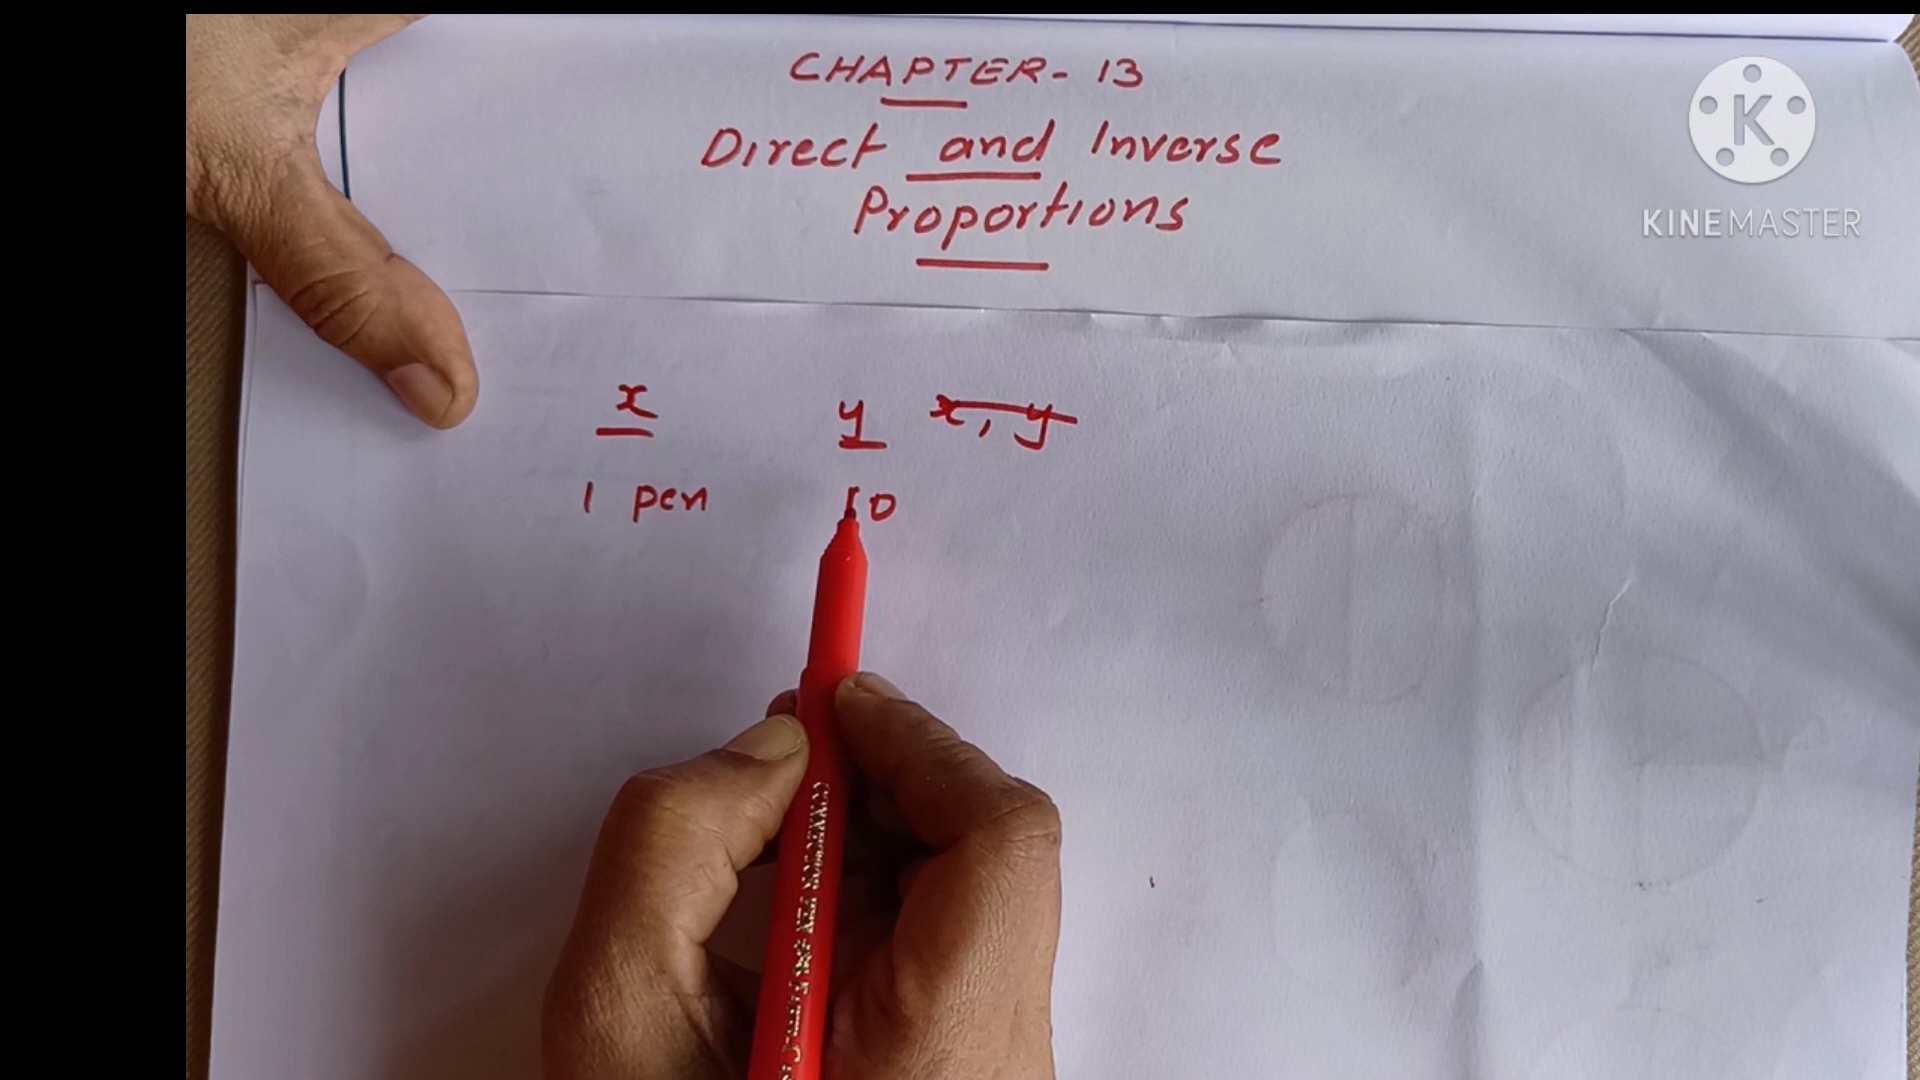 CHAPTER - 13
Direct and Inverse
Proportions
K
KINEMASTER
x y x, y
1 pen 10